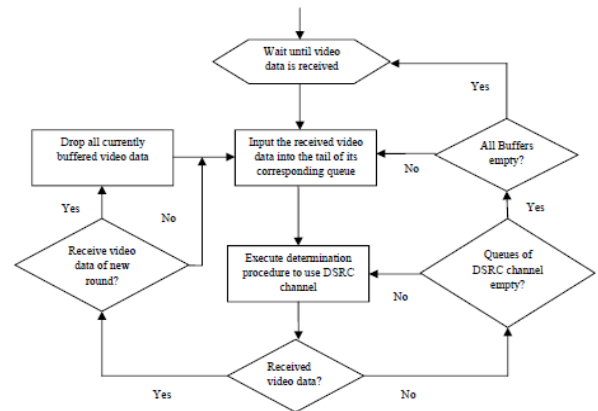 Wait until video
data is received
Yes
Drop all currently
buffered video data
Input the received video
data into the tail of its
corresponding queue
All Buffers
empty?
No
Yes
No
Yes
Receive video
data of new
round?
Execute determination
procedure to use DSRC
channel
Queues of
DSRC channel
empty?
No
Received
video data?
Yes
No